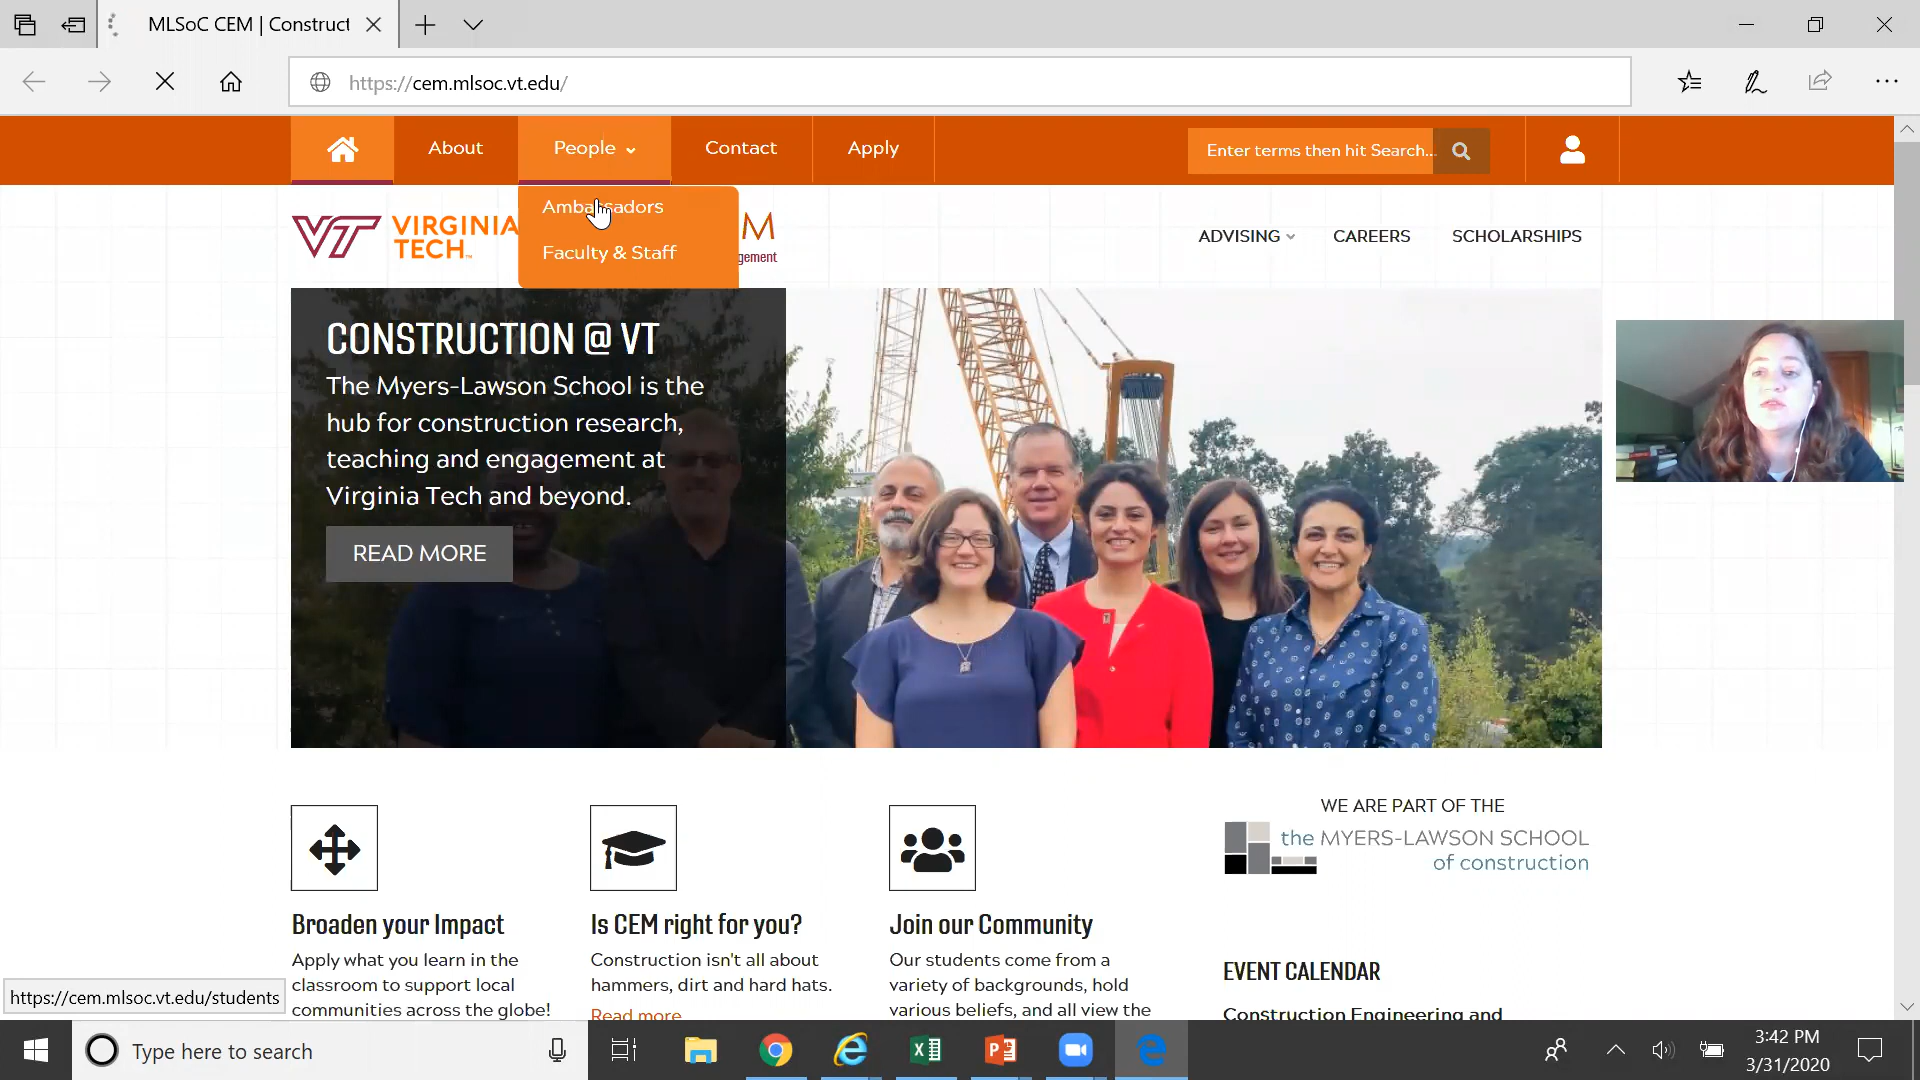 MLSoC CEM | Construct
https://cem.mlsoc.vt.edu/
About
People
Contact
Apply
Enter terms then hit Search...
Ambassadors
Faculty & Staff
VT VIRGINIA TECH™
M
gement
ADVISING
CAREERS
SCHOLARSHIPS
CONSTRUCTION @ VT
The Myers-Lawson School is the
hub for construction research,
teaching and engagement at
Virginia Tech and beyond.
READ MORE
Broaden your Impact
Apply what you learn in the
classroom to support local
communities across the globe!
Is CEM right for you?
Construction isn't all about
hammers, dirt and hard hats.
Read more
Join our Community
Our students come from a
variety of backgrounds, hold
various beliefs, and all view the
WE ARE PART OF THE
the MYERS-LAWSON SCHOOL
of construction
EVENT CALENDAR
Construction Engineering and
https://cem.mlsoc.vt.edu/students
Type here to search
3:42 PM
3/31/2020